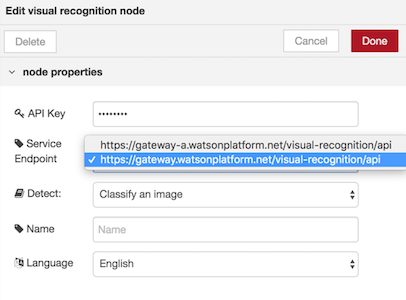 Edit visual recognition node
Delete
Cancel
Done
node properties
API Key
••••••••
Service
Endpoint
https://gateway-a.watsonplatform.net/visual-recognition/api
✓ https://gateway.watsonplatform.net/visual-recognition/api
Detect:
Classify an image
Name
Name
Language
English